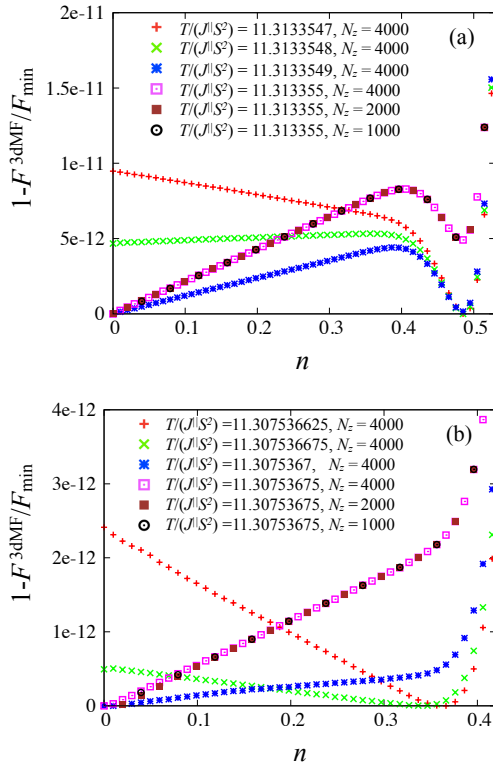 2e-11
T/(J||S²) = 11.3133547, Nz = 4000 (a)
T/(J||S²) = 11.3133548, Nz = 4000
T/(J||S²) = 11.3133549, Nz = 4000
1.5e-11
T/(J||S²) = 11.313355, Nz = 4000
T/(J||S²) = 11.313355, Nz = 2000
T/(J||S²) = 11.313355, Nz = 1000
1e-11
5e-12
0
1-F^3dMF/Fmin
0 0.1 0.2 0.3 0.4 0.5
n
4e-12
T/(J||S²) =11.307536625, Nz = 4000 (b)
T/(J||S²) =11.307536675, Nz = 4000
T/(J||S²) =11.3075367, Nz = 4000
T/(J||S²) =11.30753675, Nz = 4000
3e-12
T/(J||S²) =11.30753675, Nz = 2000
T/(J||S²) =11.30753675, Nz = 1000
2e-12
1e-12
0
1-F^3dMF/Fmin
0 0.1 0.2 0.3 0.4
n